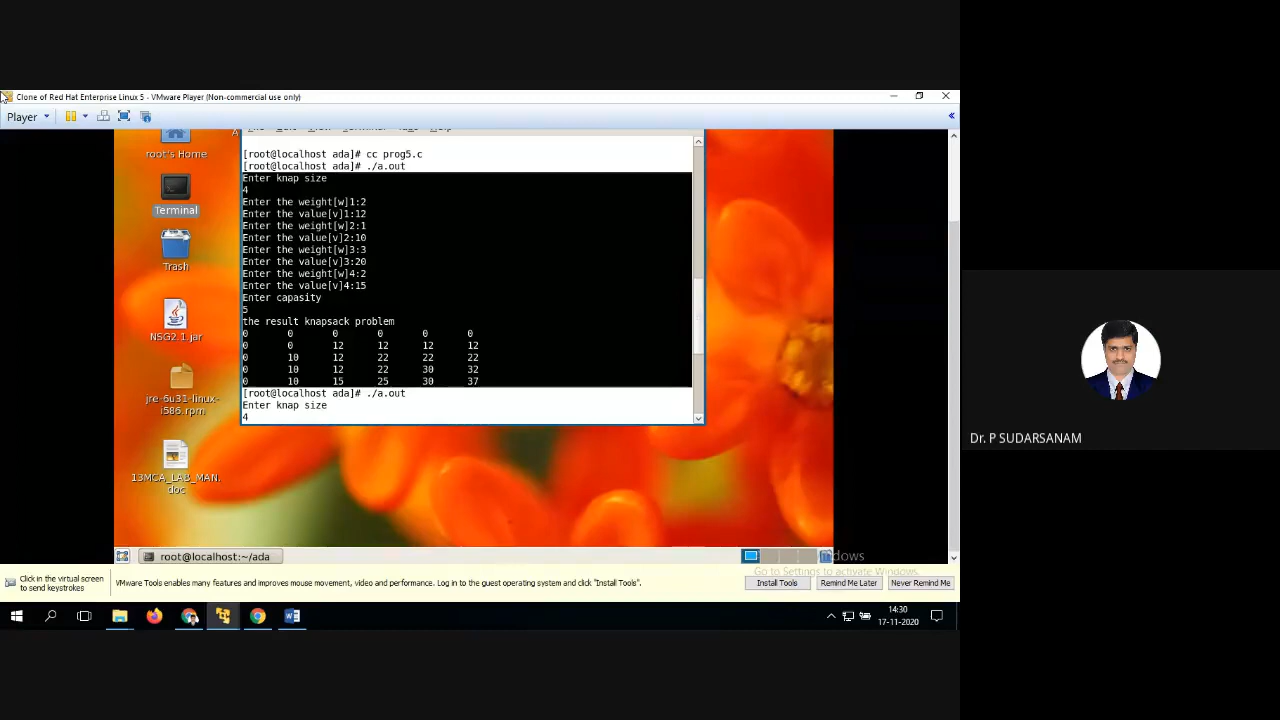 Clone of Red Hat Enterprise Linux 5 - VMware Player (Non-commercial use only)
Player
root's Home
Terminal
Trash
NSG2.1.jar
jre-6u31-linux-
i586.rpm
13MCA_LAB_MAN.
doc
[root@localhost ada]# cc prog5.c
[root@localhost ada]# ./a.out
Enter knap size
4
Enter the weight[w]1:2
Enter the value[v]1:12
Enter the weight[w]2:1
Enter the value[v]2:10
Enter the weight[w]3:3
Enter the value[v]3:20
Enter the weight[w]4:2
Enter the value[v]4:15
Enter capasity
5
the result knapsack problem
0 0 0 0 0 0
0 0 12 12 12 12
0 10 12 22 22 22
0 10 12 22 30 32
0 10 15 25 30 37
[root@localhost ada]# ./a.out
Enter knap size
4
Dr. P SUDARSANAM
root@localhost:~/ada
ndows
Go to Settings to activate Windows.
Click in the virtual screen
to send keystrokes
VMware Tools enables many features and improves mouse movement, video and performance. Log in to the guest operating system and click "Install Tools".
Install Tools
Remind Me Later
Never Remind Me
14:30
17-11-2020